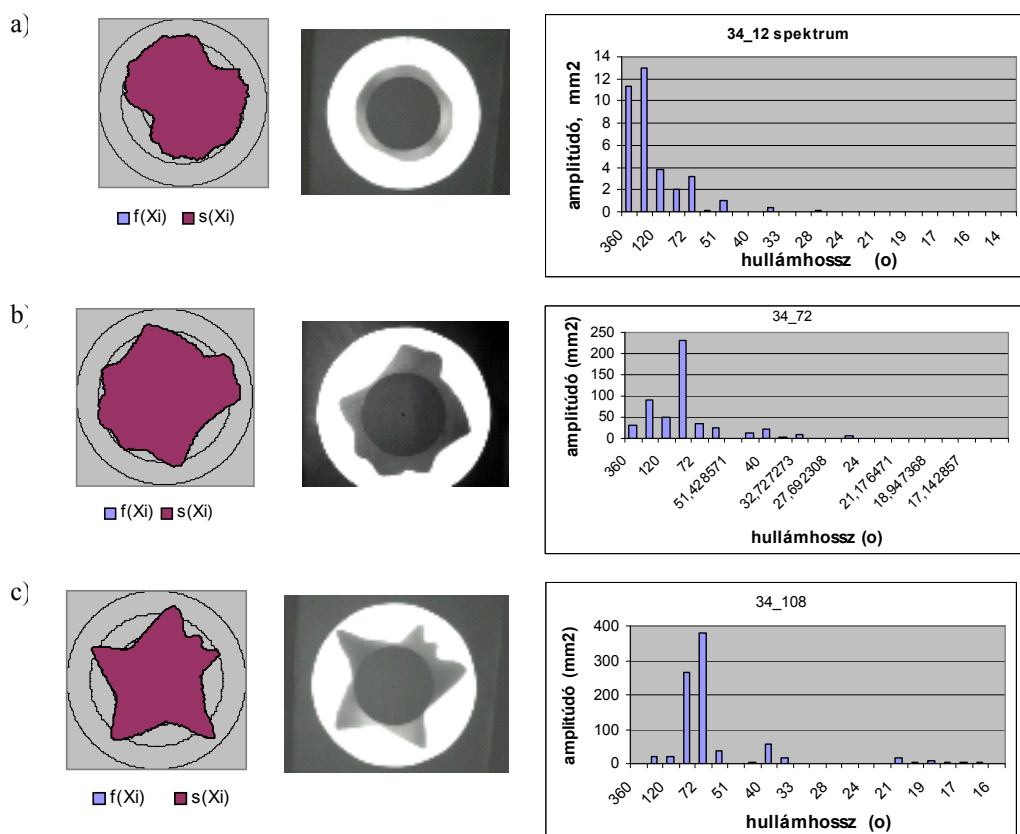 a)
f(Xi) s(Xi)
34_12 spektrum
amplitúdó, mm2
14
12
10
8
6
4
2
0
360 120 72 51 40 33 28 24 21 19 17 16 14
hullámhossz (o)
b)
f(Xi) s(Xi)
34_72
amplitúdó (mm2)
250
200
150
100
50
0
360 120 72 51,428571 40 32,727273 27,692308 24 21,176471 18,947368 17,142857
hullámhossz (o)
c)
f(Xi) s(Xi)
34_108
amplitúdó (mm2)
400
300
200
100
0
360 120 72 51 40 33 28 24 21 19 17 16
hullámhossz (o)